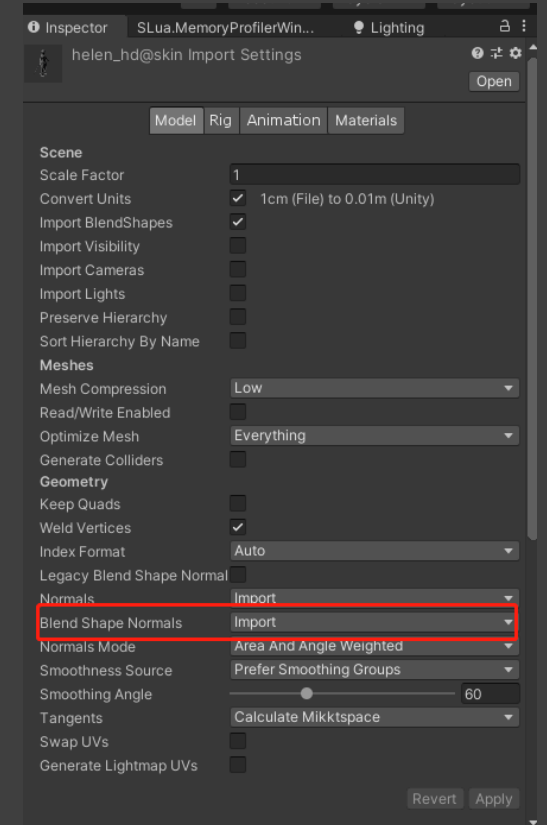 Inspector SLua.MemoryProfilerWin... Lighting
helen_hd@skin Import Settings
Open
Model Rig Animation Materials
Scene
Scale Factor 1
Convert Units 1cm (File) to 0.01m (Unity)
Import BlendShapes
Import Visibility
Import Cameras
Import Lights
Preserve Hierarchy
Sort Hierarchy By Name
Meshes
Mesh Compression Low
Read/Write Enabled
Optimize Mesh Everything
Generate Colliders
Geometry
Keep Quads
Weld Vertices
Index Format Auto
Legacy Blend Shape Normal
Normals Import
Blend Shape Normals Import
Normals Mode Area And Angle Weighted
Smoothness Source Prefer Smoothing Groups
Smoothing Angle 60
Tangents Calculate Mikktspace
Swap UVs
Generate Lightmap UVs
Revert Apply